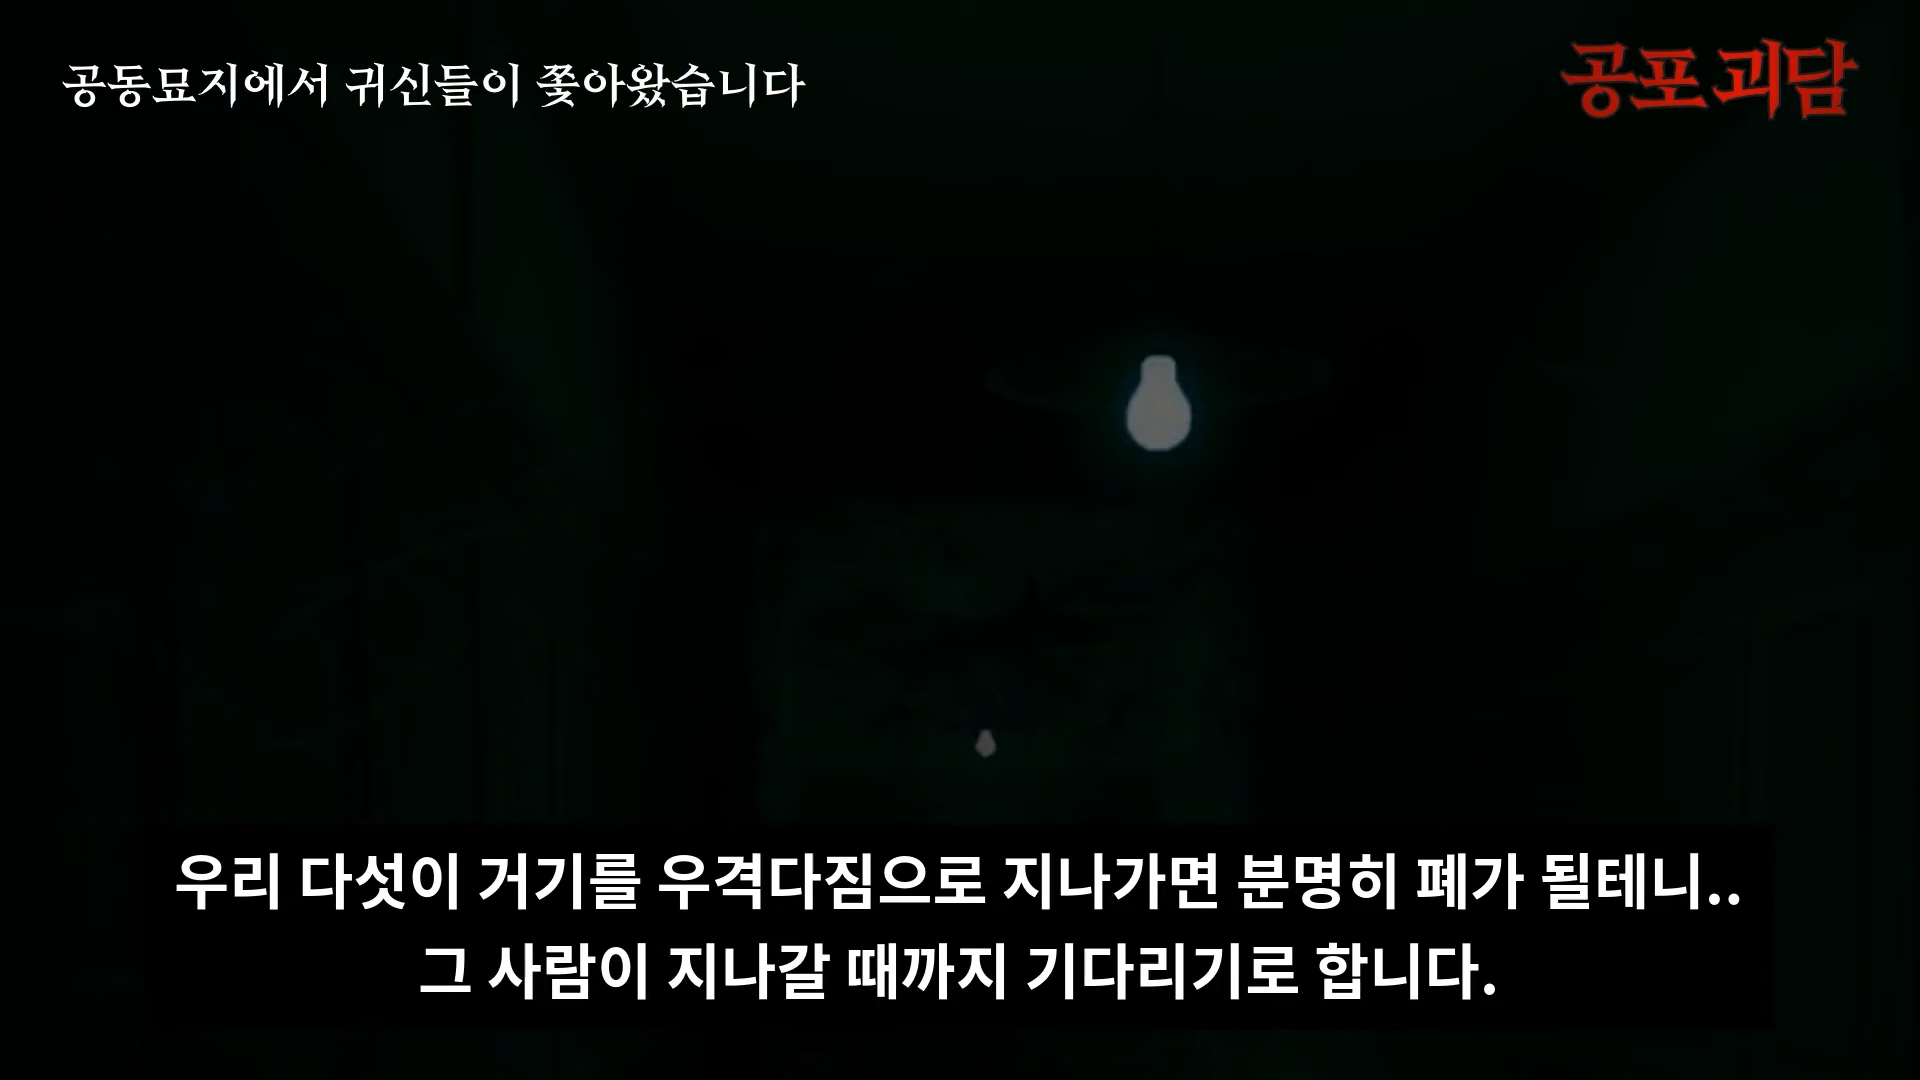 공동묘지에서 귀신들이 쫓아왔습니다
공포 괴담
우리 다섯이 거기를 우격다짐으로 지나가면 분명히 폐가 될테니..
그 사람이 지나갈 때까지 기다리기로 합니다.